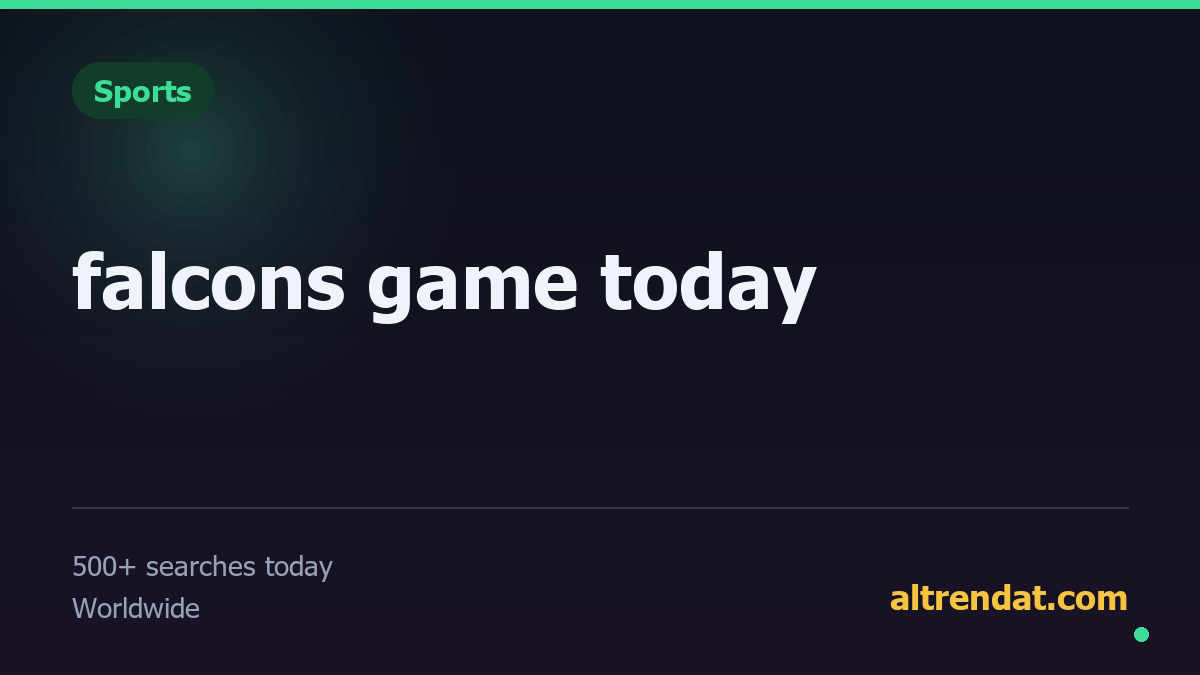 Sports
falcons game today
500+ searches today
Worldwide
altrendat.com